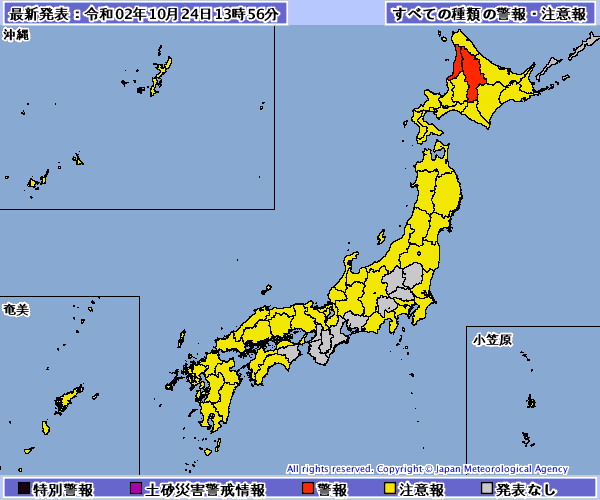 最新発表：令和02年10月24日13時56分
すべての種類の警報・注意報
沖縄
奄美
小笠原
All rights reserved. Copyright © Japan Meteorological Agency
特別警報 土砂災害警戒情報 警報 注意報 発表なし